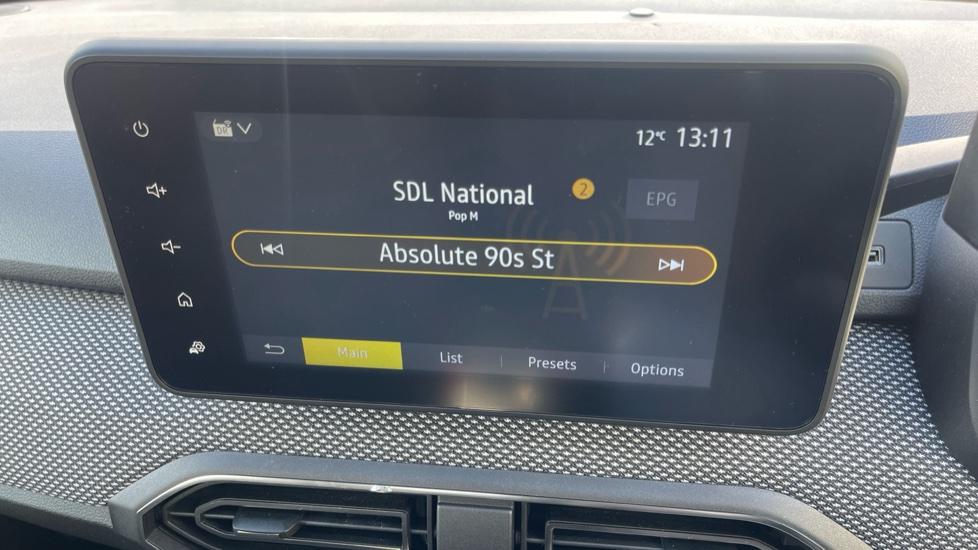 DR
12°C 13:11
SDL National 2
Pop M
EPG
Absolute 90s St
Main List Presets Options